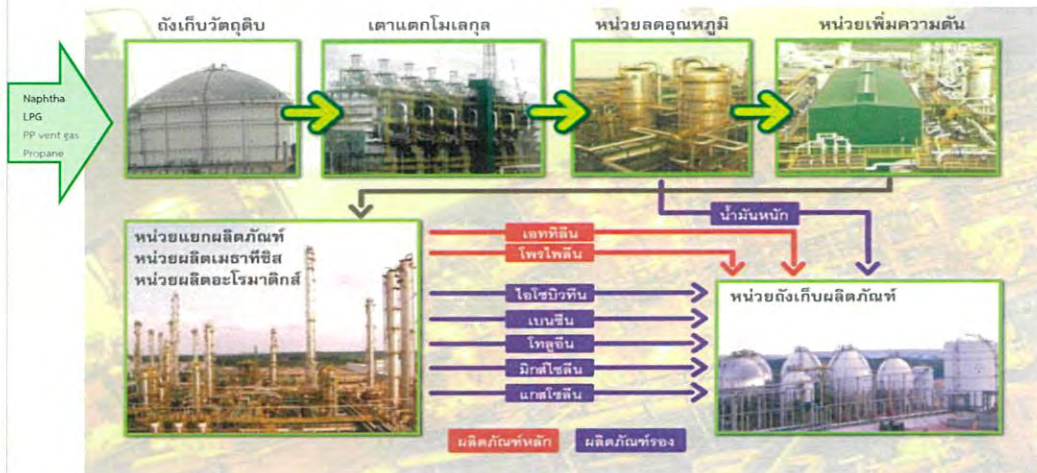 ถังเก็บวัตถุดิบ
เตาแตกโมเลกุล
หน่วยลดอุณหภูมิ
หน่วยเพิ่มความดัน
Naphtha
LPG
PP vent gas
Propane
น้ำมันหนัก
หน่วยแยกผลิตภัณฑ์
หน่วยผลิตเมธาทีซิส
หน่วยผลิตอะโรมาติกส์
เอททิลีน
โพรไพลีน
ไอโซบิวทีน
เบนซีน
โทลูอีน
มิกส์ไซลีน
แกสโซลีน
หน่วยถังเก็บผลิตภัณฑ์
ผลิตภัณฑ์หลัก
ผลิตภัณฑ์รอง